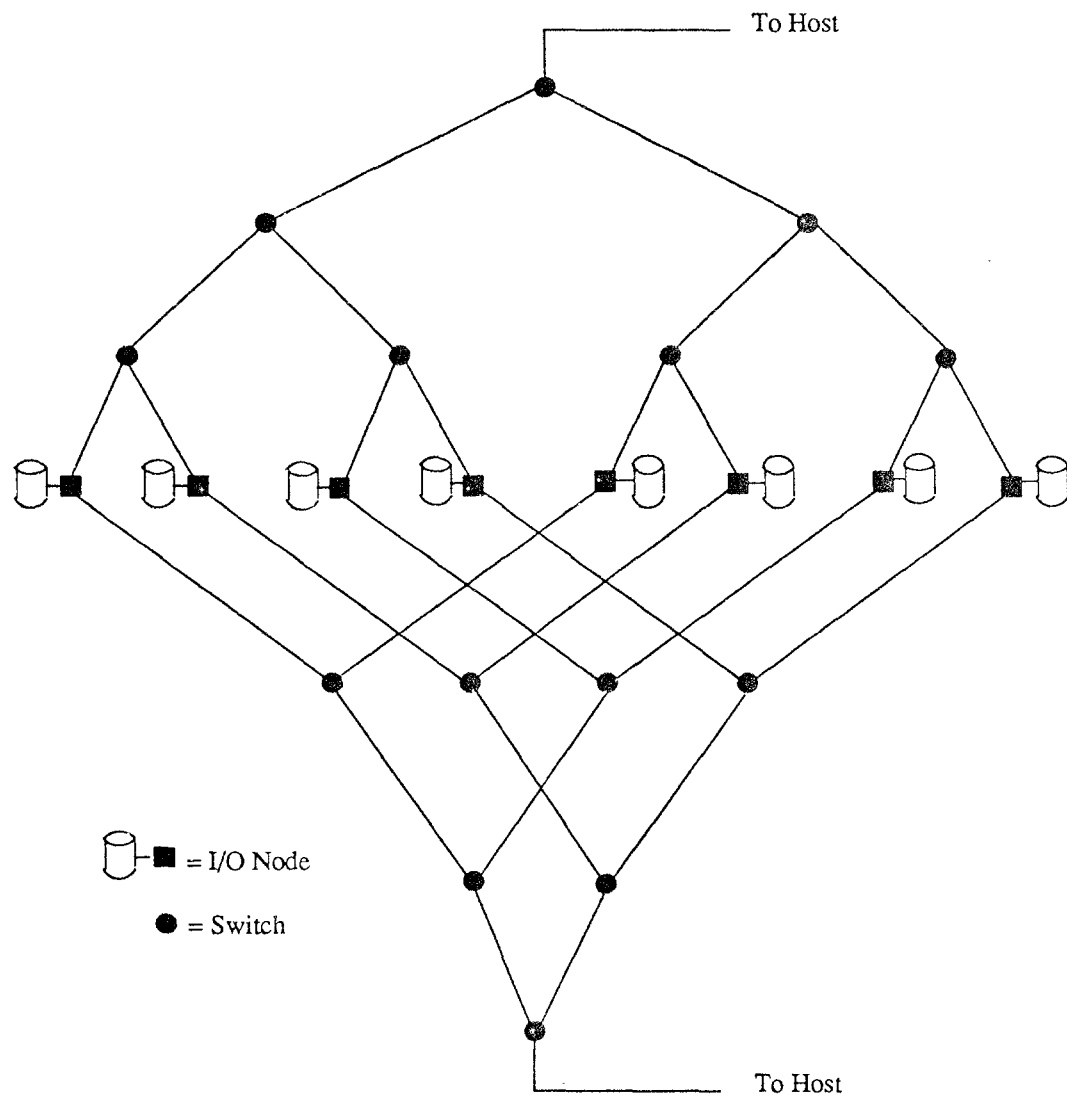 To Host
= I/O Node
= Switch
To Host